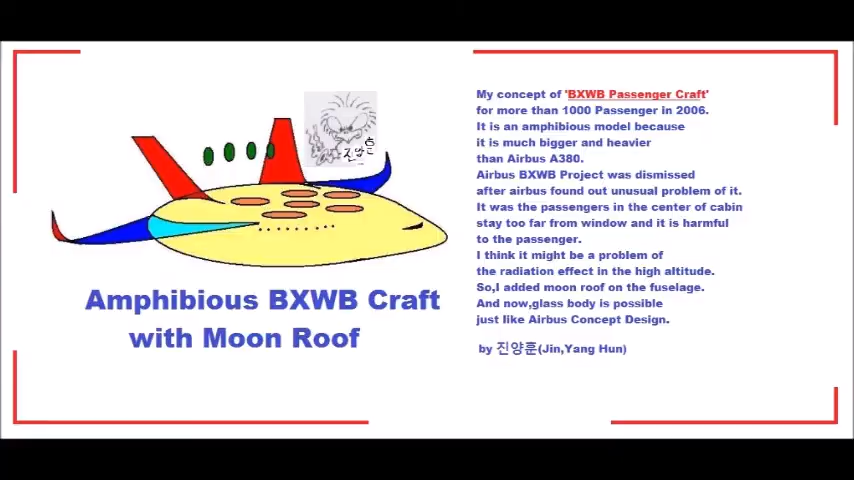 진양훈
Amphibious BXWB Craft
with Moon Roof
My concept of 'BXWB Passenger Craft'
for more than 1000 Passenger in 2006.
It is an amphibious model because
it is much bigger and heavier
than Airbus A380.
Airbus BXWB Project was dismissed
after airbus found out unusual problem of it.
It was the passengers in the center of cabin
stay too far from window and it is harmful
to the passenger.
I think it might be a problem of
the radiation effect in the high altitude.
So,I added moon roof on the fuselage.
And now,glass body is possible
just like Airbus Concept Design.
by 진양훈(Jin,Yang Hun)